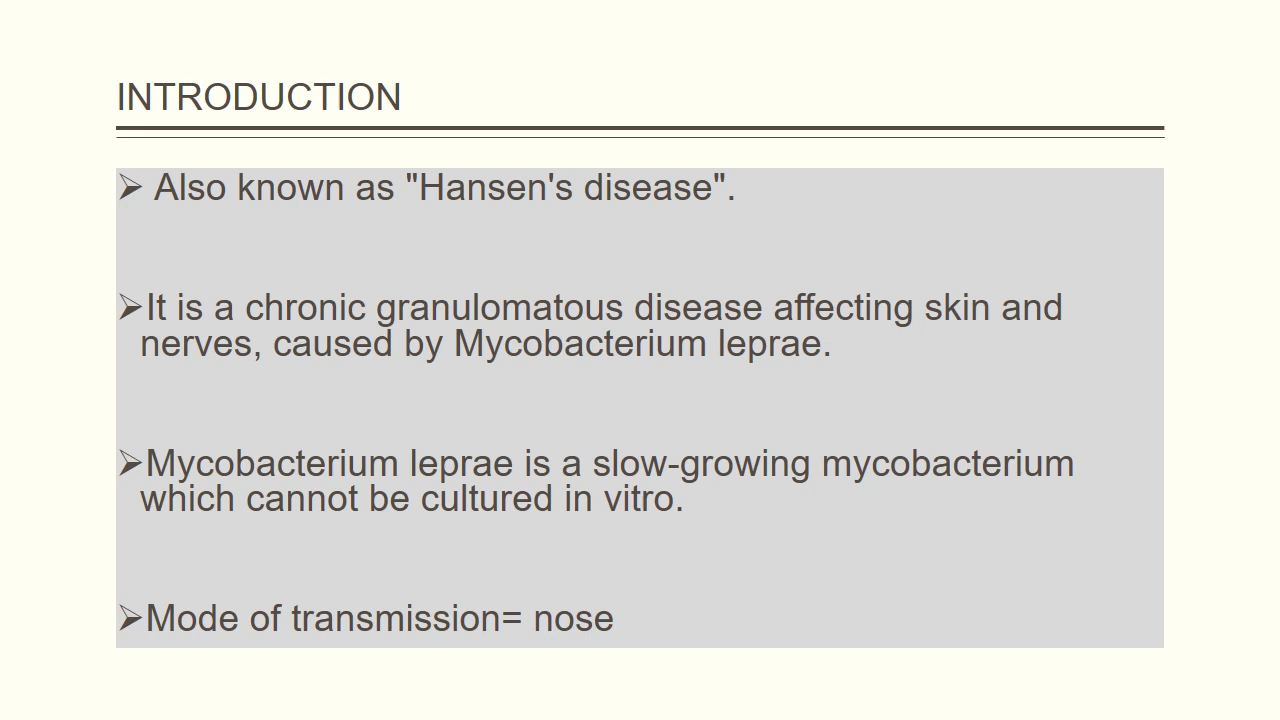 INTRODUCTION
➢ Also known as "Hansen's disease".
➢It is a chronic granulomatous disease affecting skin and
nerves, caused by Mycobacterium leprae.
➢Mycobacterium leprae is a slow-growing mycobacterium
which cannot be cultured in vitro.
➢Mode of transmission= nose